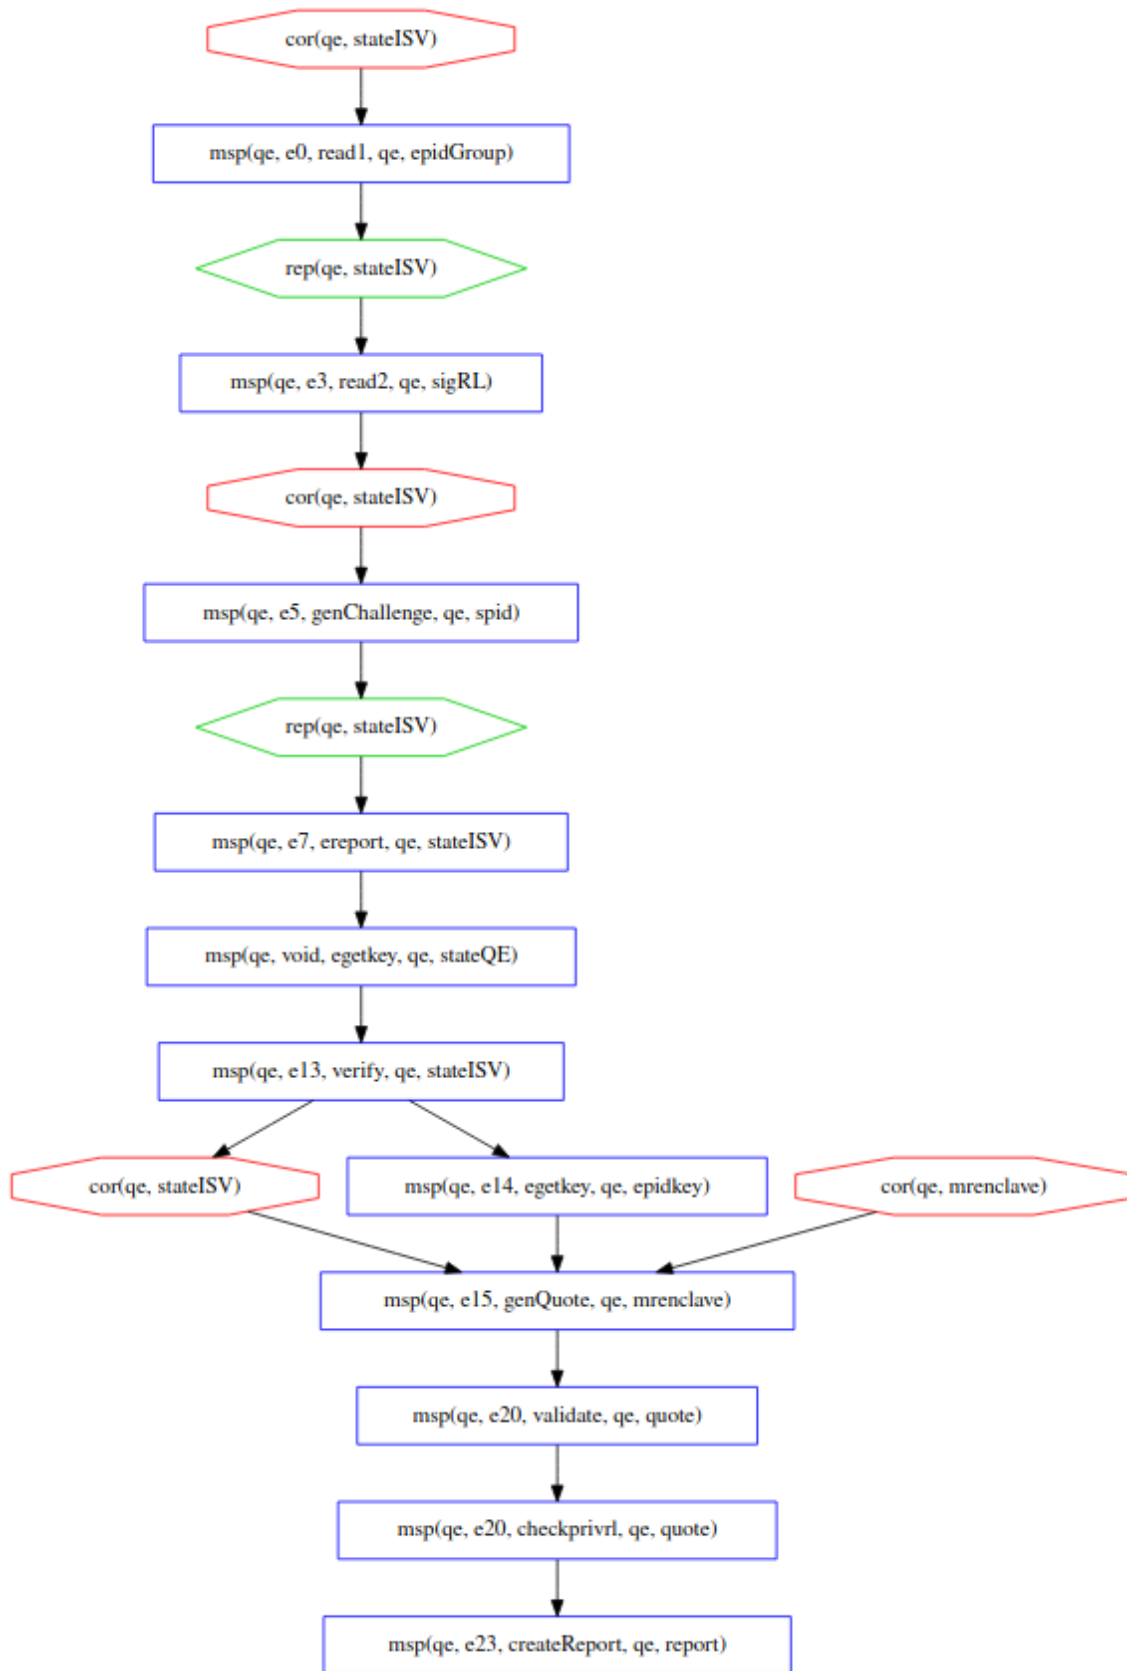 cor(qe, stateISV)
msp(qe, e0, read1, qe, epidGroup)
rep(qe, stateISV)
msp(qe, e3, read2, qe, sigRL)
cor(qe, stateISV)
msp(qe, e5, genChallenge, qe, spid)
rep(qe, stateISV)
msp(qe, e7, ereport, qe, stateISV)
msp(qe, void, egetkey, qe, stateQE)
msp(qe, e13, verify, qe, stateISV)
cor(qe, stateISV)
msp(qe, e14, egetkey, qe, epidkey)
cor(qe, mrenclave)
msp(qe, e15, genQuote, qe, mrenclave)
msp(qe, e20, validate, qe, quote)
msp(qe, e20, checkprivrl, qe, quote)
msp(qe, e23, createReport, qe, report)